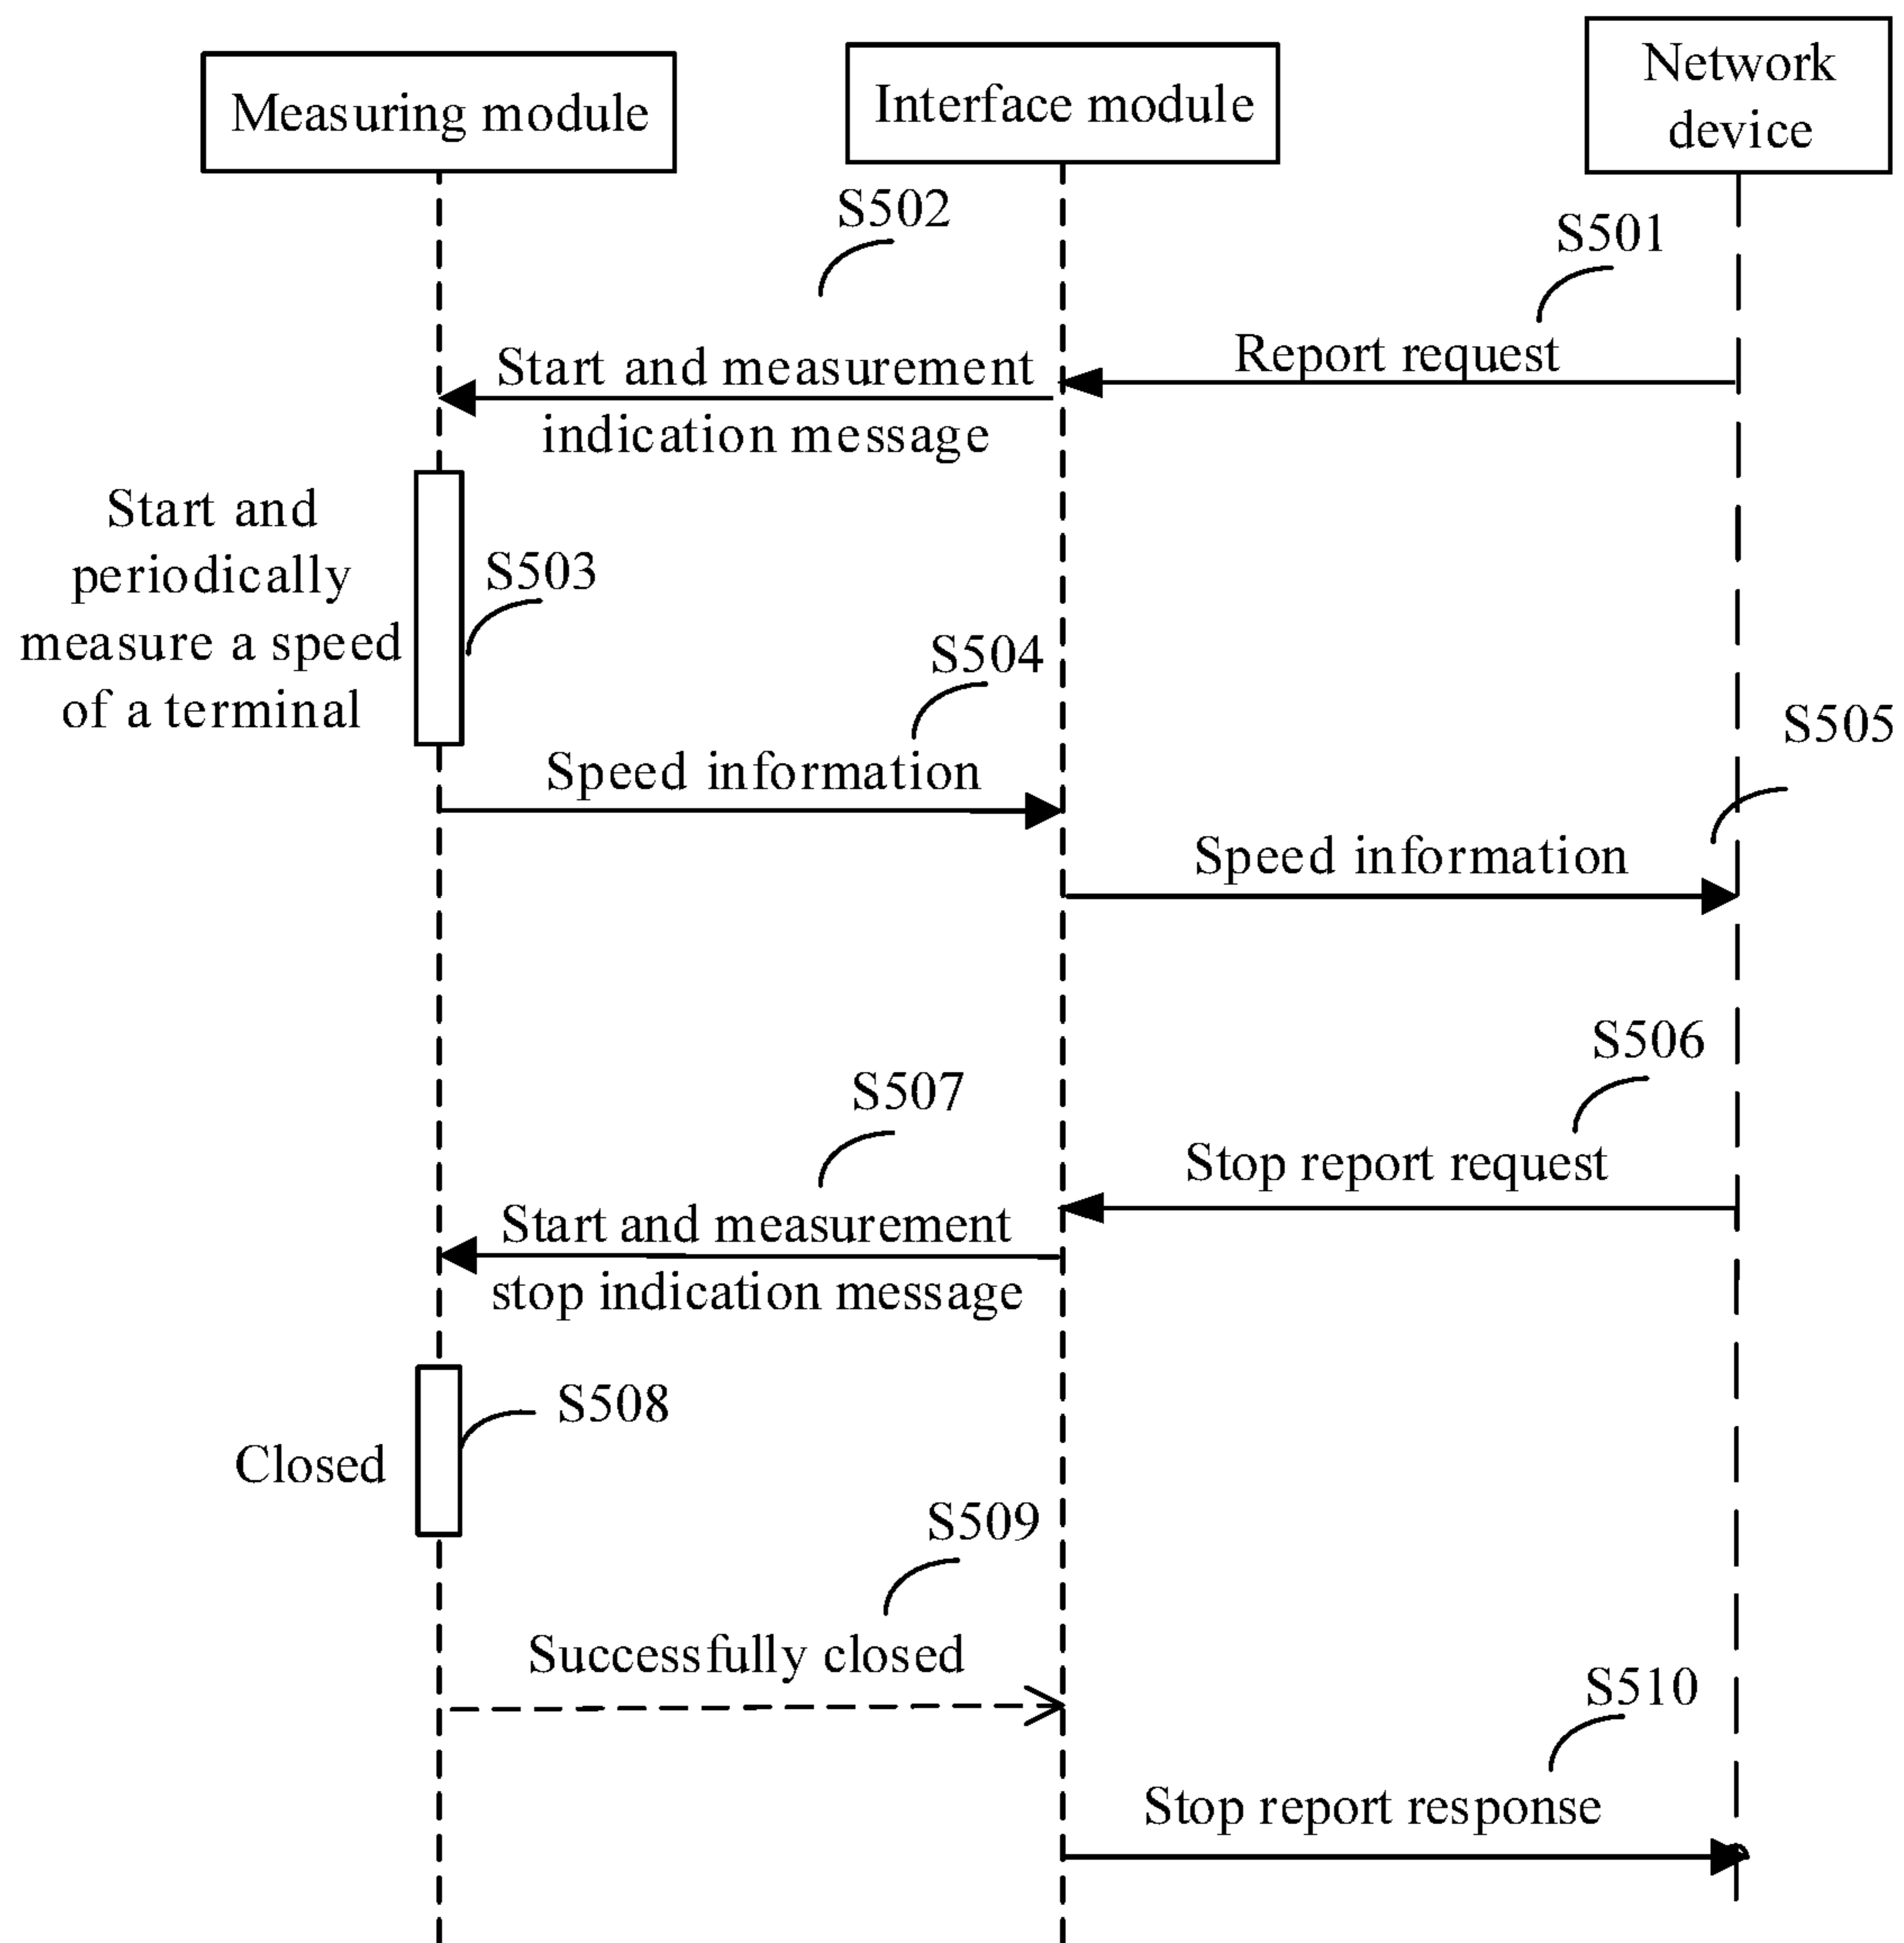 Measuring module
Interface module
Network
device
S502
S501
Start and measurement
indication message
Report request
Start and
periodically
measure a speed
of a terminal
S503
S504
Speed information
S505
Speed information
S506
Stop report request
S507
Start and measurement
stop indication message
S508
Closed
S509
Successfully closed
S510
Stop report response